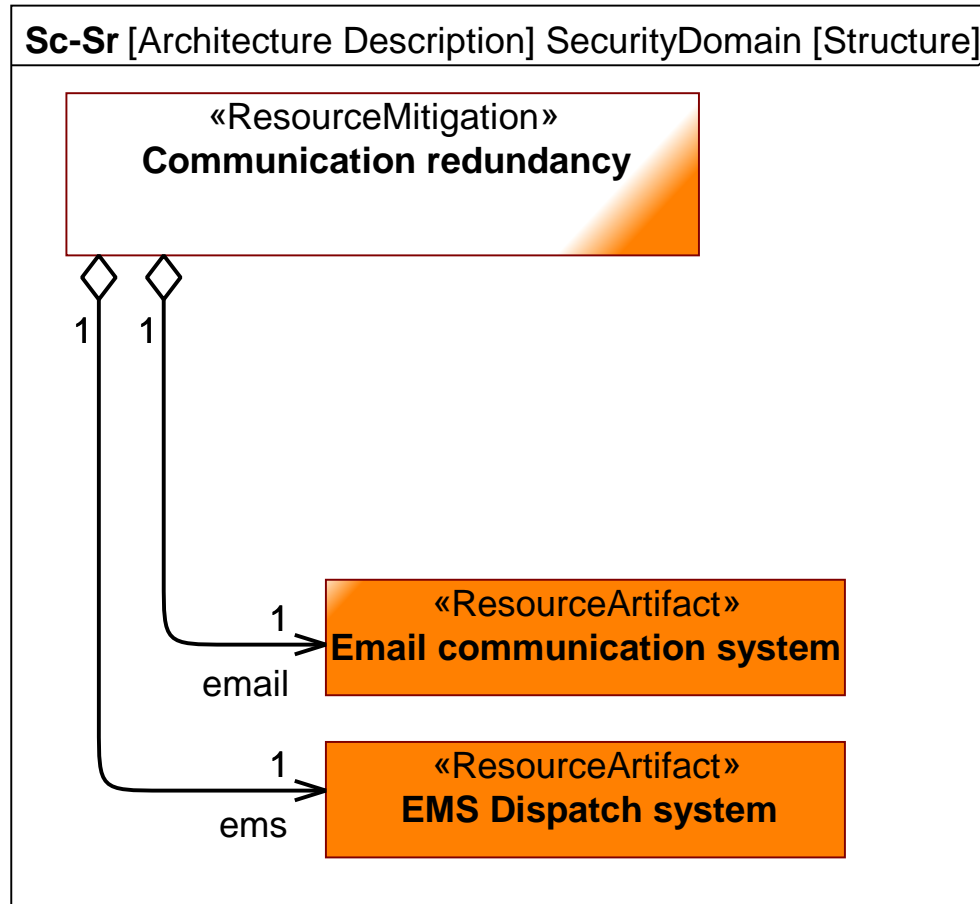 Sc-Sr [Architecture Description] SecurityDomain [Structure]
«ResourceMitigation»
Communication redundancy
1
1
1
«ResourceArtifact»
Email communication system
email
1
«ResourceArtifact»
EMS Dispatch system
ems